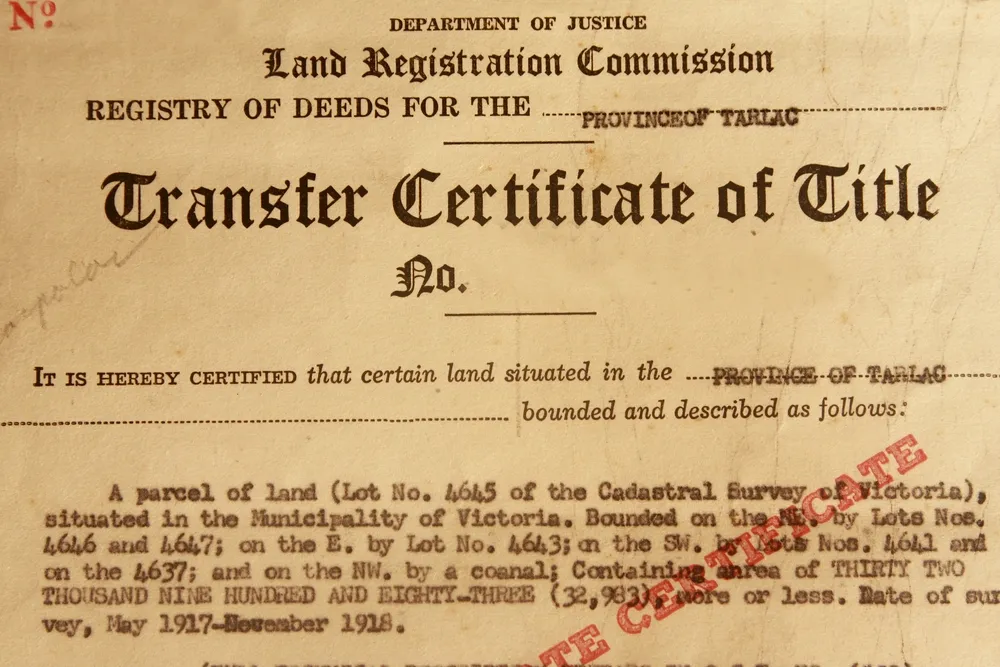 Nº
DEPARTMENT OF JUSTICE
Land Registration Commission
REGISTRY OF DEEDS FOR THE PROVINCEOF TARLAC
Transfer Certificate of Title
No.
IT IS HEREBY CERTIFIED that certain land situated in the PROVINCE OF TARLAC
bounded and described as follows:
A parcel of land (Lot No. 4645 of the Cadastral Survey of Victoria),
situated in the Municipality of Victoria. Bounded on the NE. by Lots Nos.
4646 and 4647; on the E. by Lot No. 4643; on the SW. by Lots Nos. 4641 and
on the 4637; and on the NW. by a coanal; Containing anrea of THIRTY TWO
THOUSAND NINE HUNDRED AND EIGHTY-THREE (32,983), more or less. Date of sur
vey, May 1917-November 1918.
TE CERTIFICATE